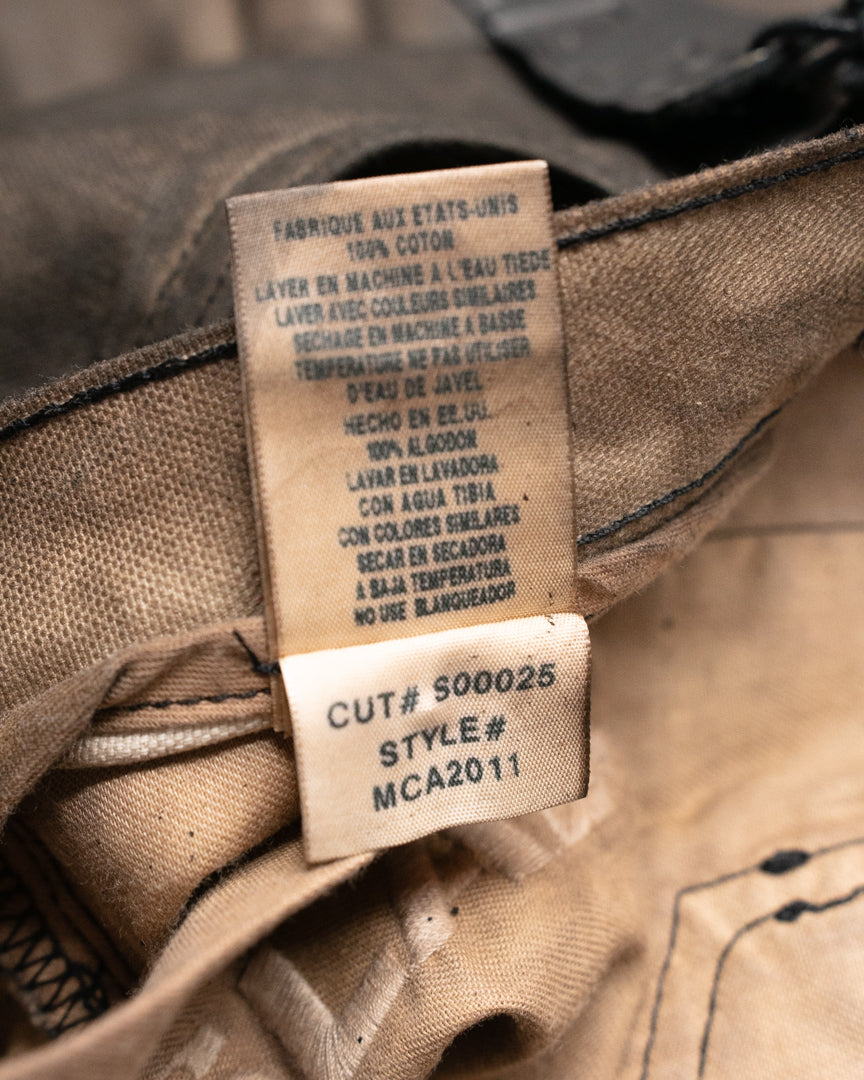 FABRIQUE AUX ETATS-UNIS
100% COTON
LAVER EN MACHINE A L'EAU TIEDE
LAVER AVEC COULEURS SIMILAIRES
SECHAGE EN MACHINE A BASSE
TEMPERATURE NE PAS UTILISER
D'EAU DE JAVEL
HECHO EN EE.UU.
100% ALGODON
LAVAR EN LAVADORA
CON AGUA TIBIA
CON COLORES SIMILARES
SECAR EN SECADORA
A BAJA TEMPERATURA
NO USE BLANQUEADOR
CUT# S00025
STYLE#
MCA2011